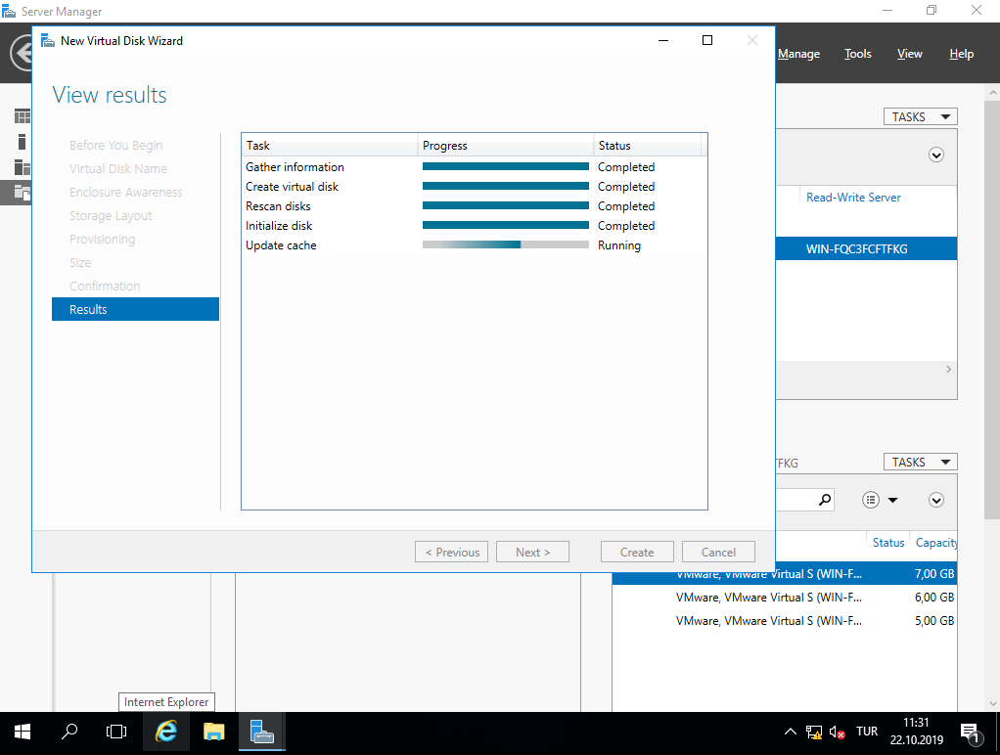 Server Manager
New Virtual Disk Wizard
Manage Tools View Help
View results
TASKS
Before You Begin
Virtual Disk Name
Enclosure Awareness
Storage Layout
Provisioning
Size
Confirmation
Results
Task Progress Status
Gather information Completed
Create virtual disk Completed
Rescan disks Completed
Initialize disk Completed
Update cache Running
Read-Write Server
WIN-FQC3FCFTFKG
TFKG TASKS
< Previous Next > Create Cancel
Status Capacity
VMware, VMware Virtual S (WIN-F... 7,00 GB
VMware, VMware Virtual S (WIN-F... 6,00 GB
VMware, VMware Virtual S (WIN-F... 5,00 GB
Internet Explorer
TUR
11:31
22.10.2019
1